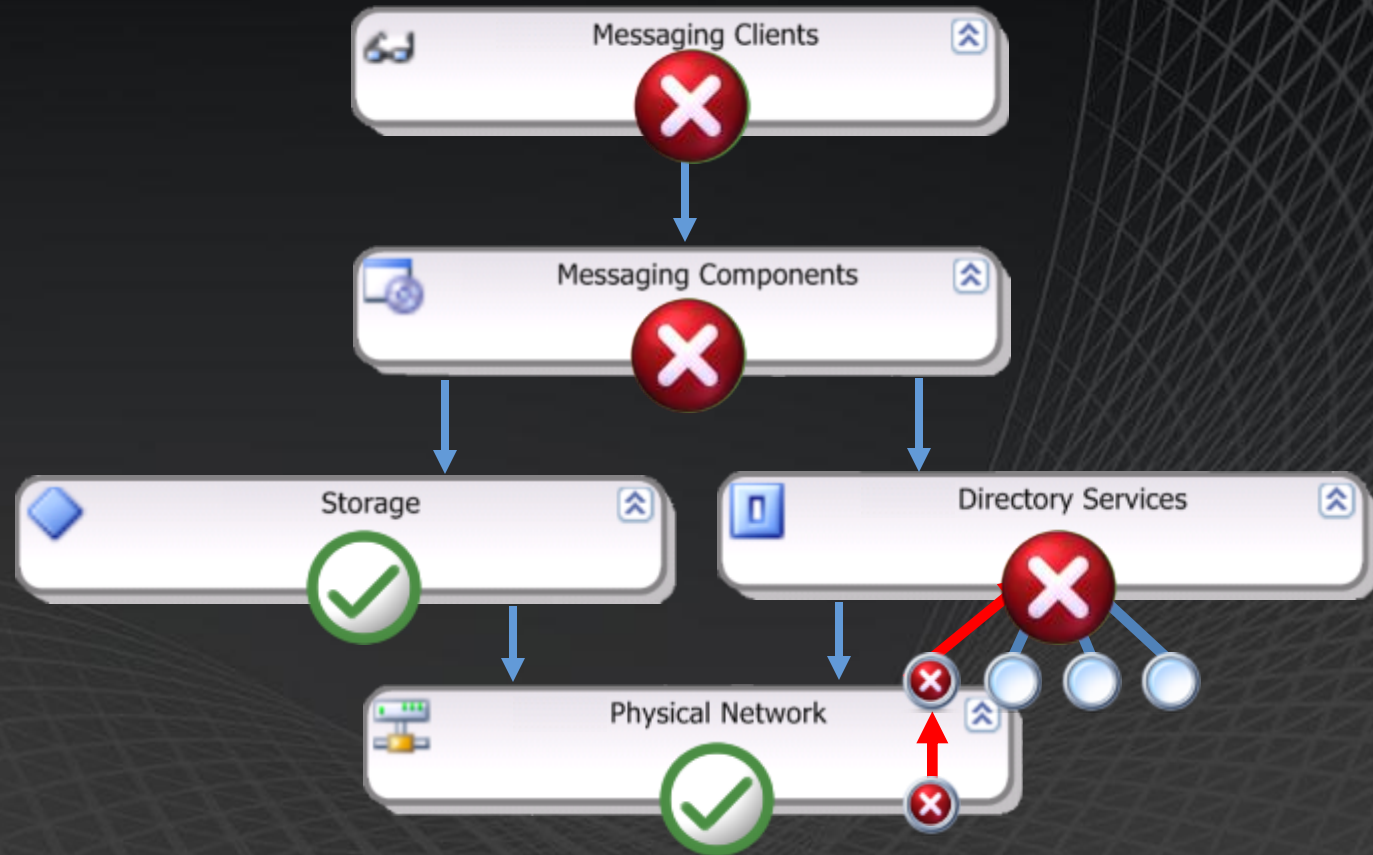 Messaging Clients
Messaging Components
Storage
Directory Services
Physical Network